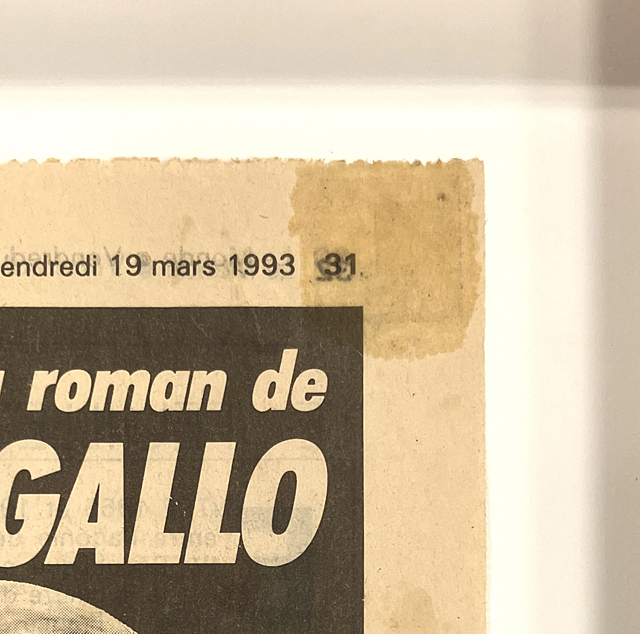 endredi 19 mars 1993 31
roman de
GALLO